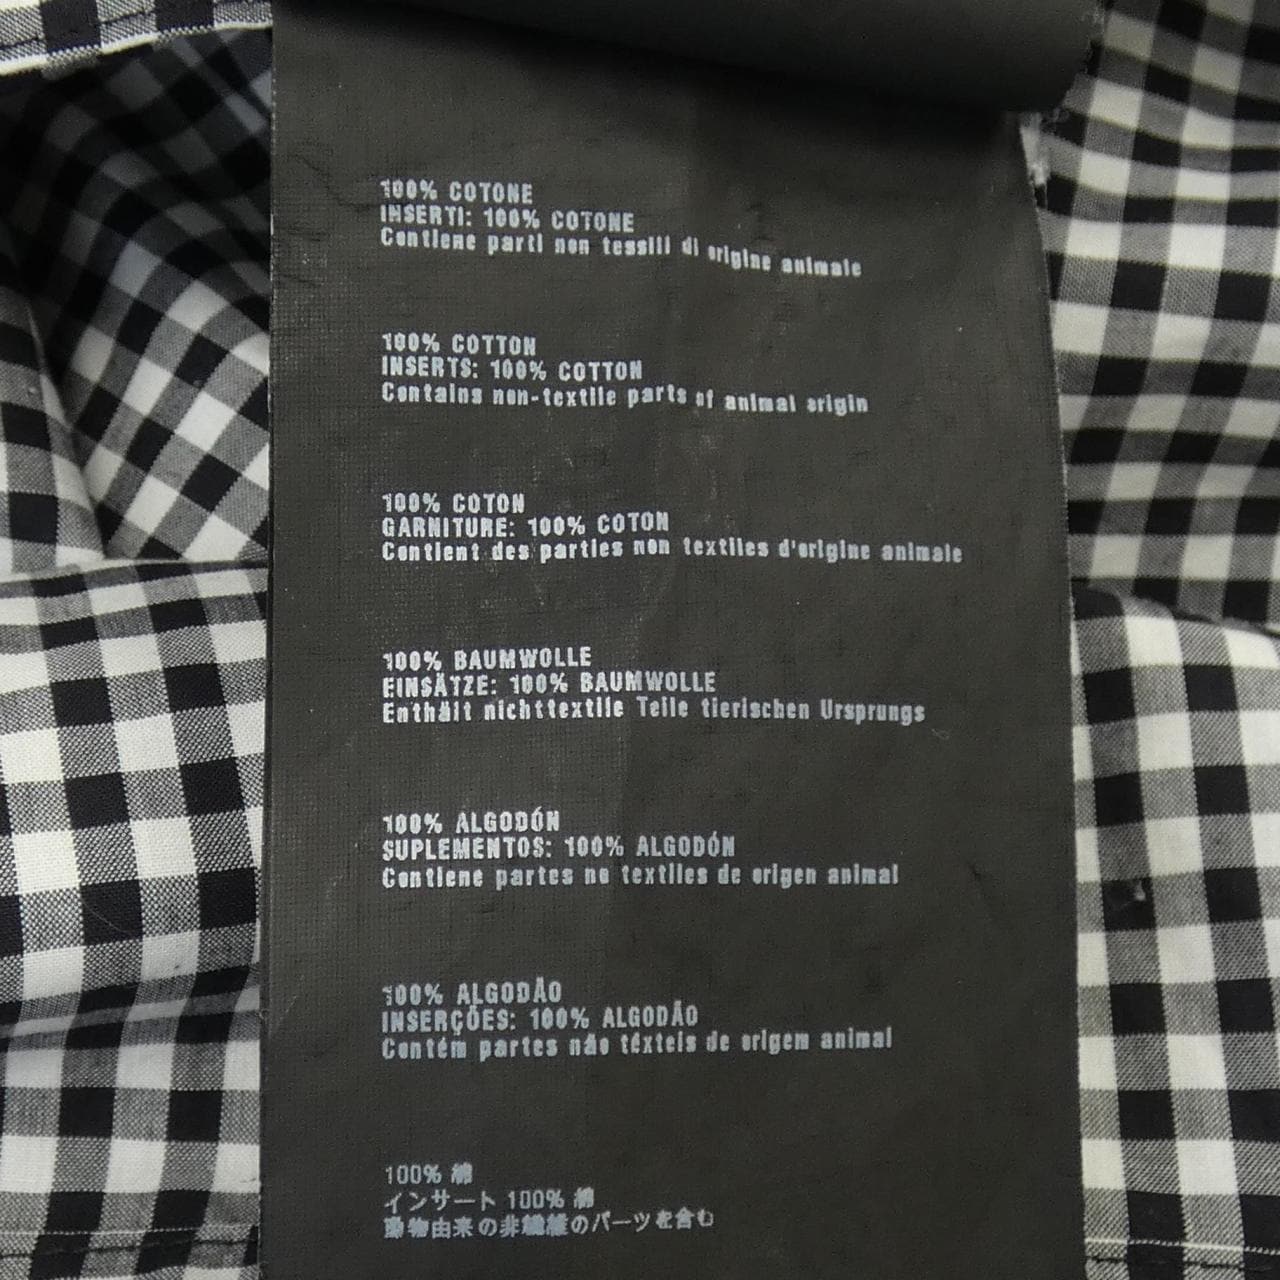 100% COTONE
INSERTI: 100% COTONE
Contiene parti non tessili di origine animale
100% COTTON
INSERTS: 100% COTTON
Contains non-textile parts of animal origin
100% COTON
GARNITURE: 100% COTON
Contient des parties non textiles d'origine animale
100% BAUMWOLLE
EINSÄTZE: 100% BAUMWOLLE
Enthält nichttextile Teile tierischen Ursprungs
100% ALGODÓN
SUPLEMENTOS: 100% ALGODÓN
Contiene partes no textiles de origen animal
100% ALGODÃO
INSERÇÕES: 100% ALGODÃO
Contém partes não têxteis de origem animal
100% 綿
インサート 100% 綿
動物由来の非繊維のパーツを含む